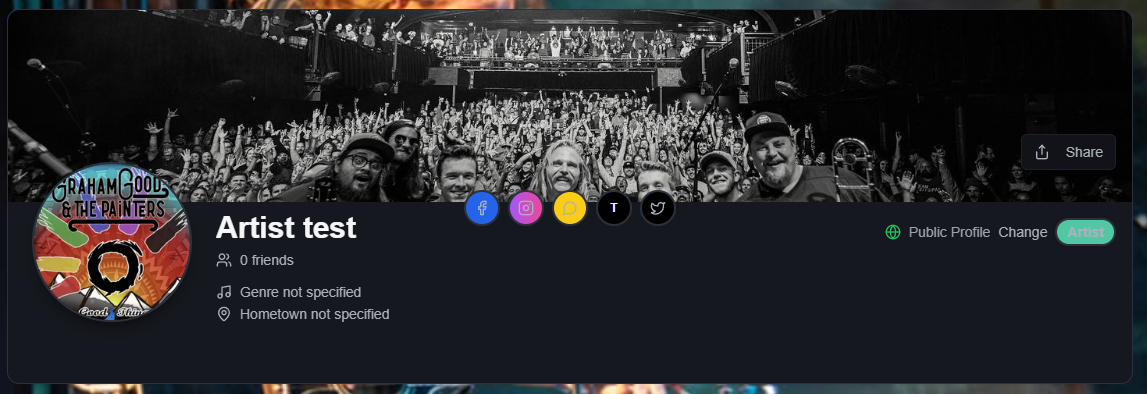 Share
GRAHAM GOOD
& THE PAINTERS
Good Thin
T
Artist test
Public Profile Change Artist
0 friends
Genre not specified
Hometown not specified